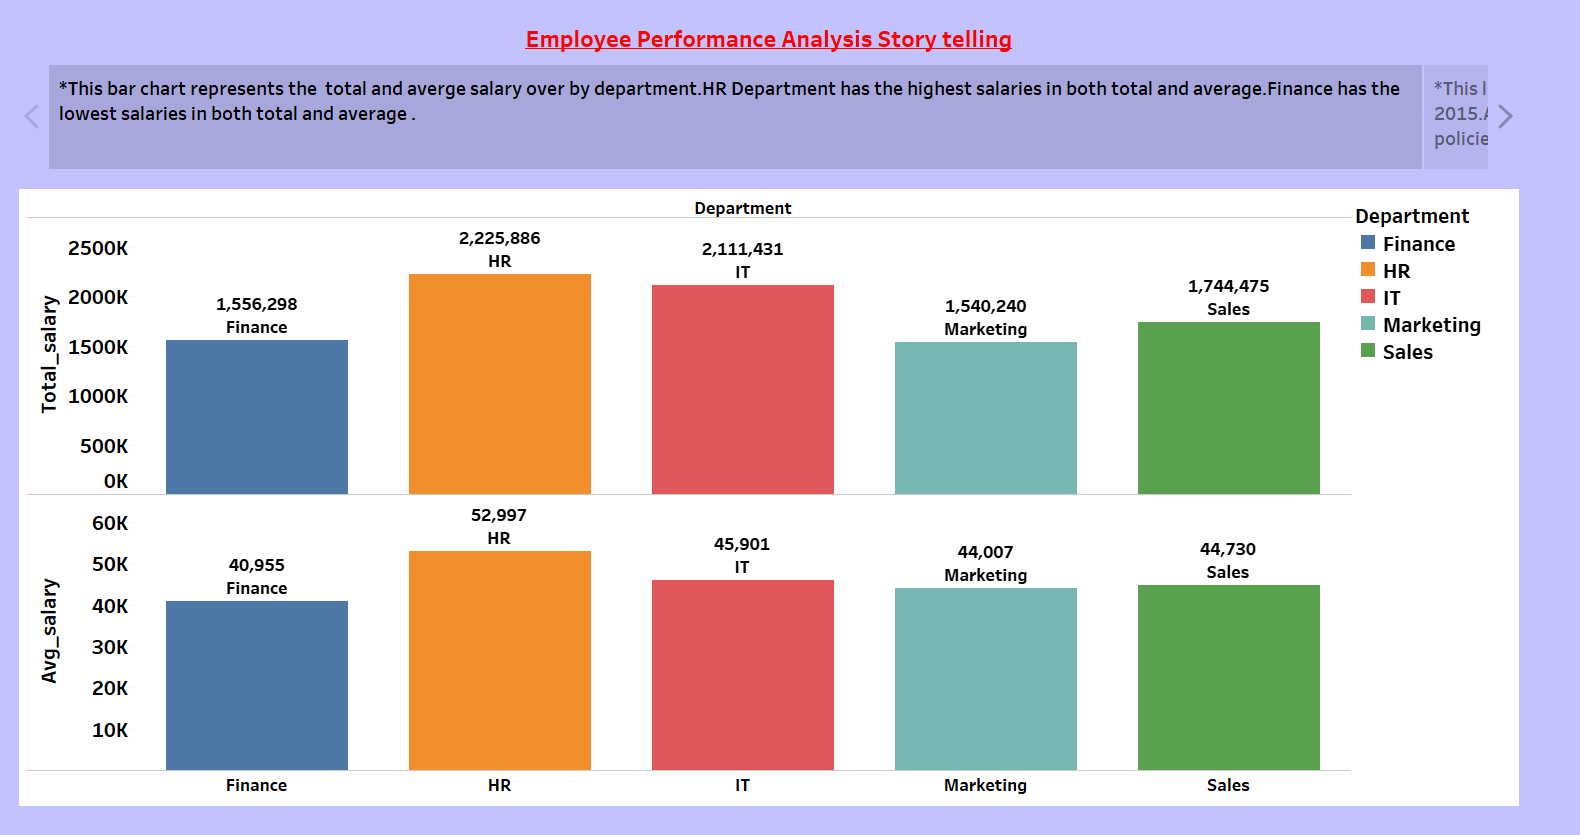 Employee Performance Analysis Story telling
*This bar chart represents the  total and averge salary over by department.HR Department has the highest salaries in both total and average.Finance has the
lowest salaries in both total and average .
*This l
2015.
policie
Department
2500K
2000K
1500K
1000K
500K
0K
Total_salary
2,225,886
HR
2,111,431
IT
1,744,475
Sales
1,556,298
Finance
1,540,240
Marketing
Department
Finance
HR
IT
Marketing
Sales
60K
50K
40K
30K
20K
10K
Avg_salary
52,997
HR
45,901
IT
44,730
Sales
44,007
Marketing
40,955
Finance
Finance
HR
IT
Marketing
Sales